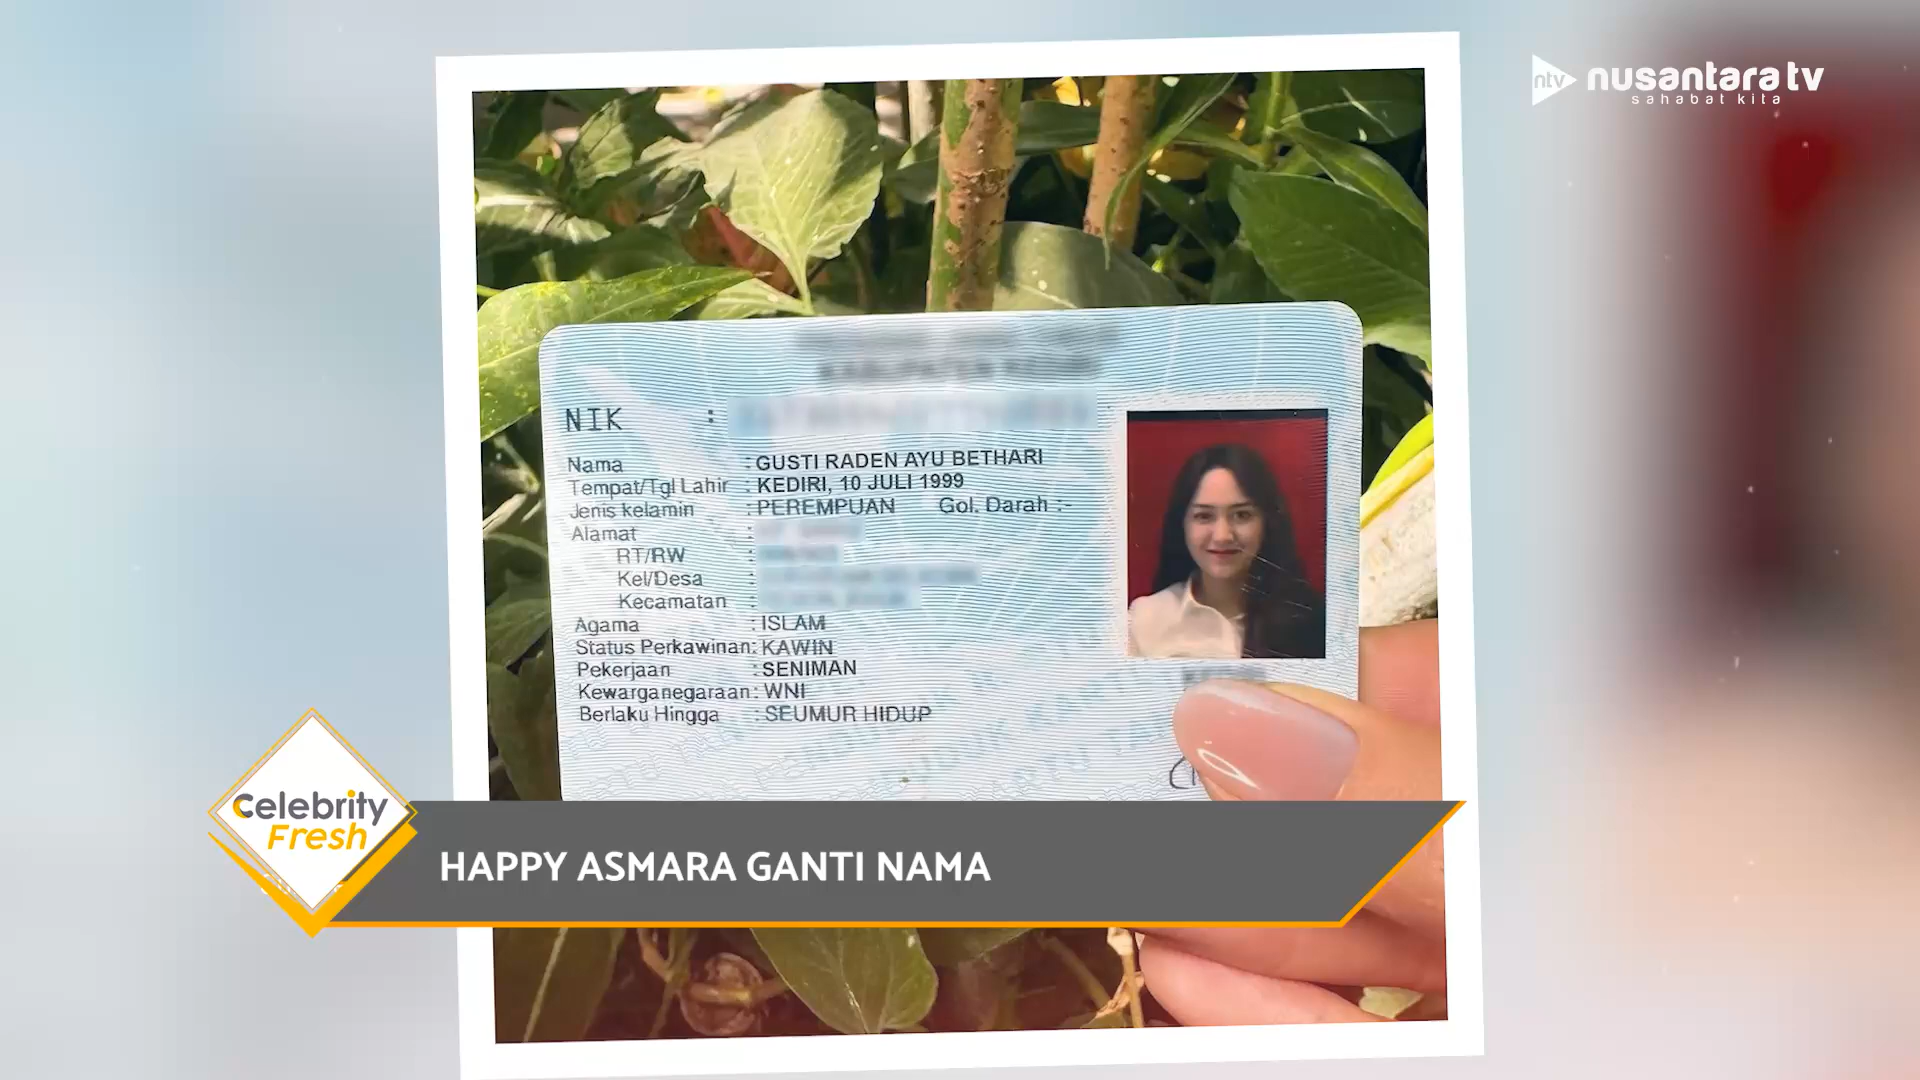 ntv nusantara tv
sahabat kita
NIK :
Nama : GUSTI RADEN AYU BETHARI
Tempat/Tgl Lahir : KEDIRI, 10 JULI 1999
Jenis kelamin : PEREMPUAN Gol. Darah :-
Alamat :
RT/RW :
Kel/Desa :
Kecamatan :
Agama : ISLAM
Status Perkawinan: KAWIN
Pekerjaan : SENIMAN
Kewarganegaraan : WNI
Berlaku Hingga : SEUMUR HIDUP
Celebrity
Fresh
HAPPY ASMARA GANTI NAMA